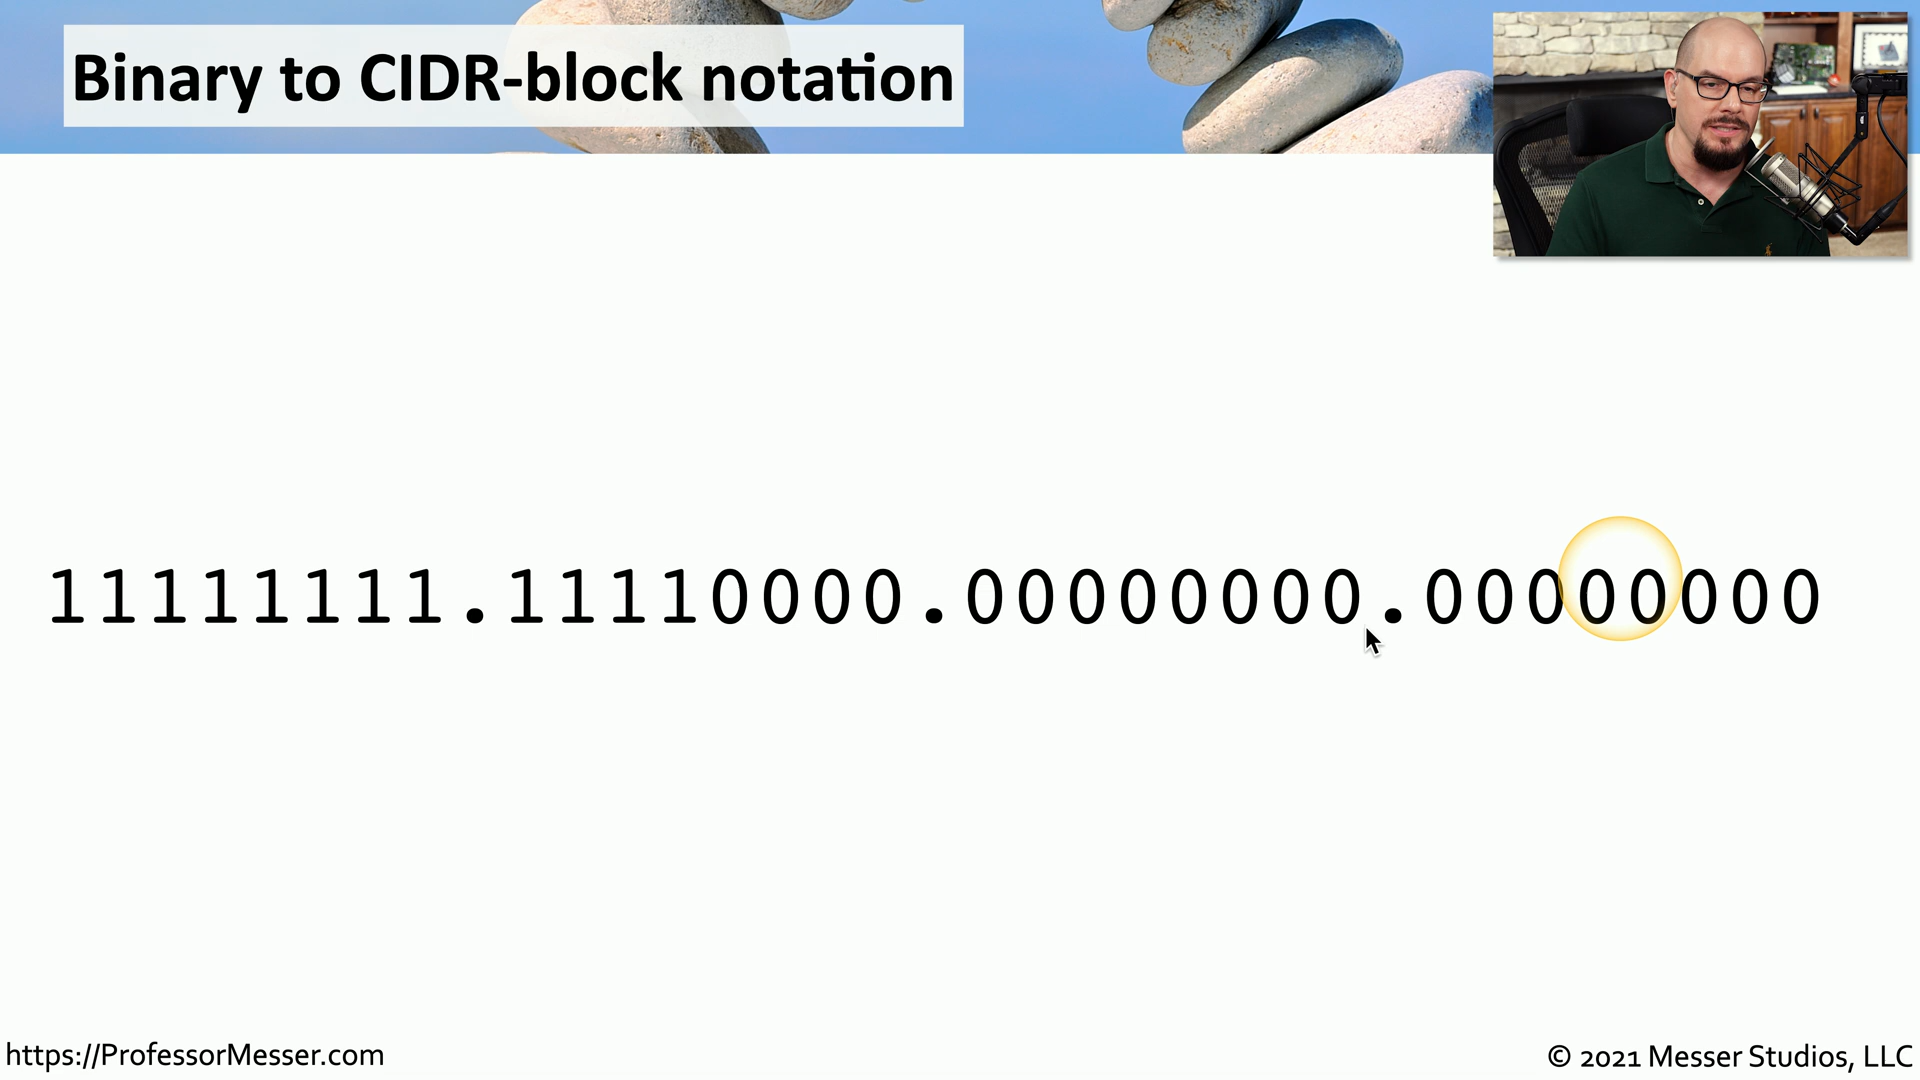 Binary to CIDR-block notation
11111111.11110000.00000000.00000000
https://ProfessorMesser.com
© 2021 Messer Studios, LLC